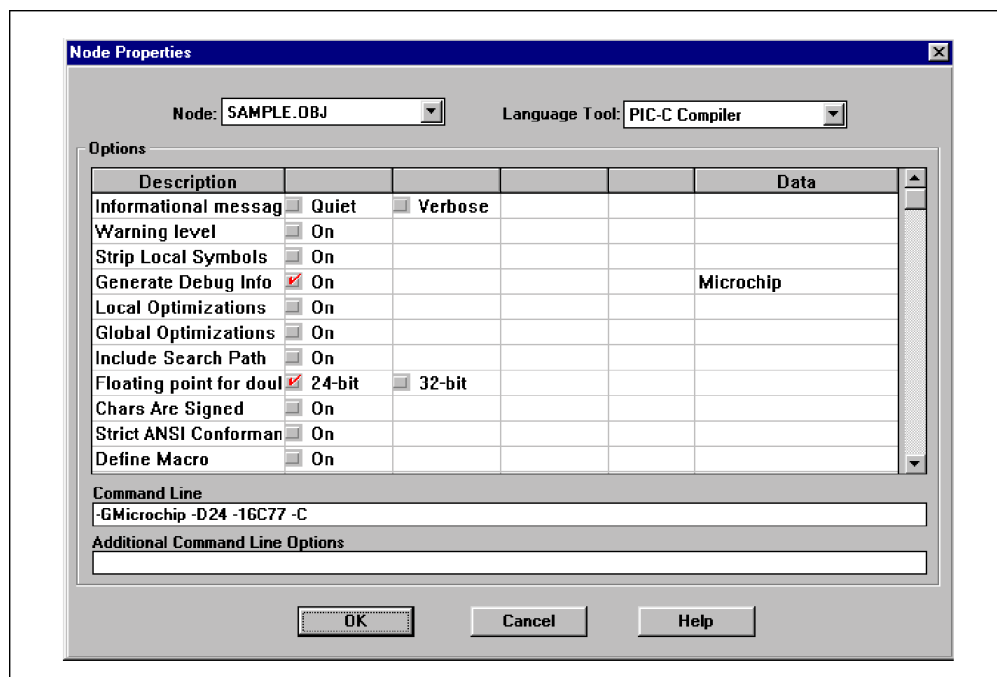 Node Properties
Node: SAMPLE.OBJ Language Tool: PIC-C Compiler
Options
Description Data
Informational messag Quiet Verbose
Warning level On
Strip Local Symbols On
Generate Debug Info On Microchip
Local Optimizations On
Global Optimizations On
Include Search Path On
Floating point for doul 24-bit 32-bit
Chars Are Signed On
Strict ANSI Conforman On
Define Macro On
Command Line
-GMicrochip -D24 -16C77 -C
Additional Command Line Options
OK Cancel Help